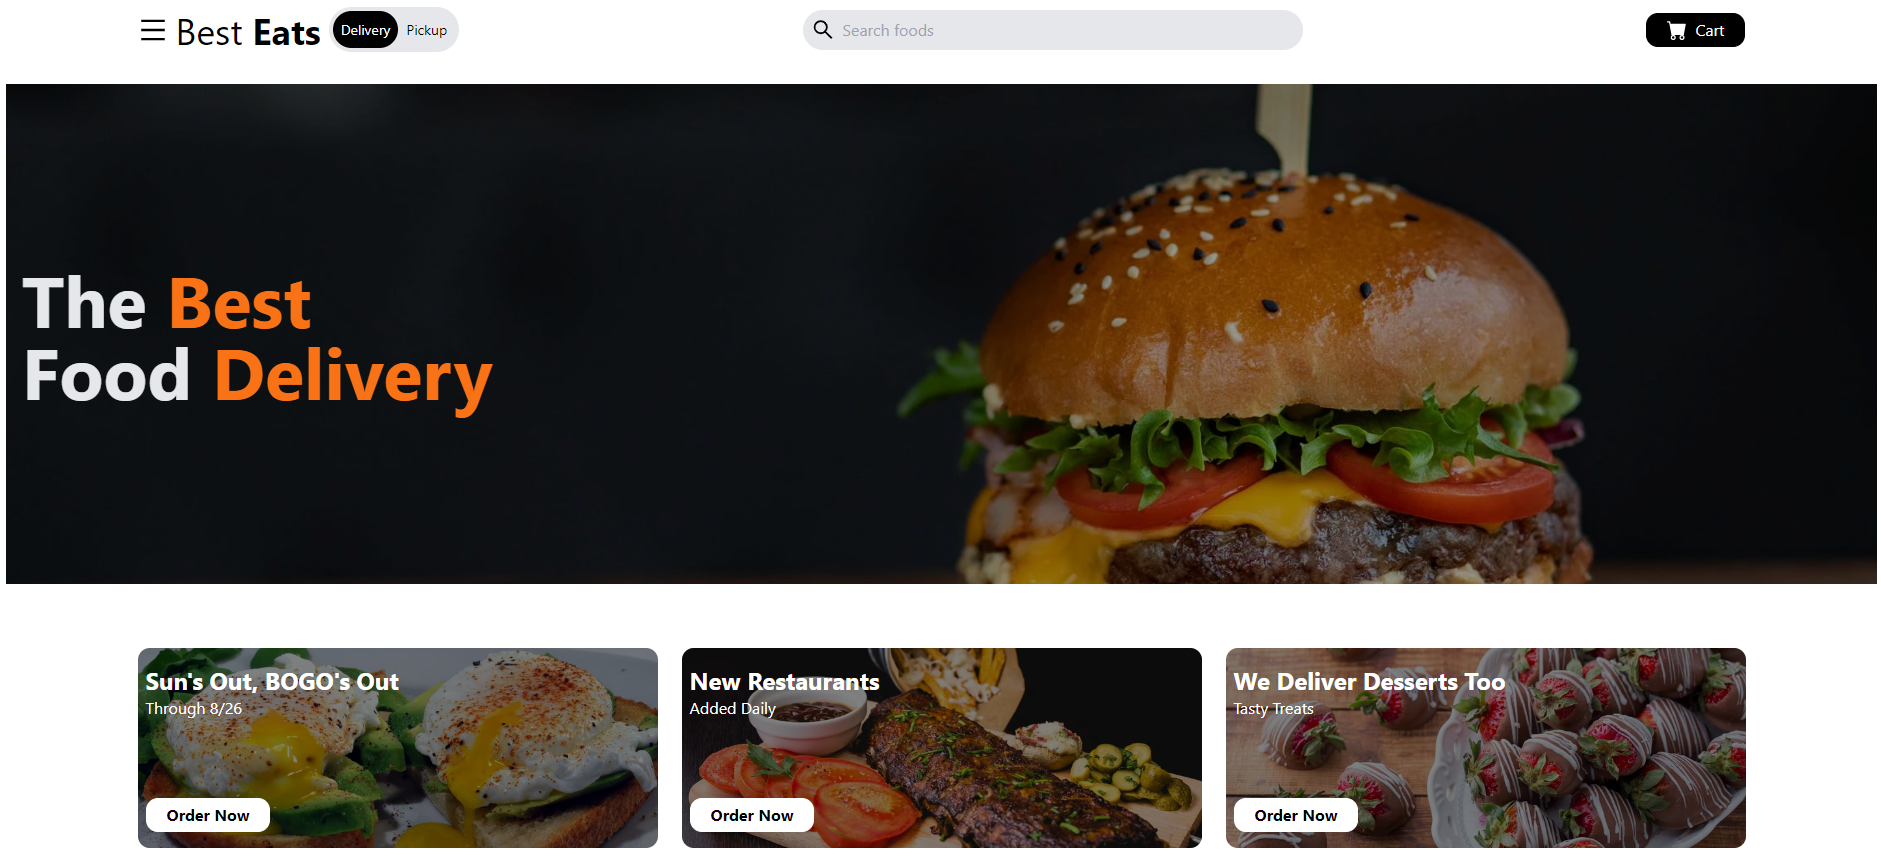 Best Eats
Delivery Pickup
Search foods
Cart
The Best
Food Delivery
Sun's Out, BOGO's Out
Through 8/26
Order Now
New Restaurants
Added Daily
Order Now
We Deliver Desserts Too
Tasty Treats
Order Now